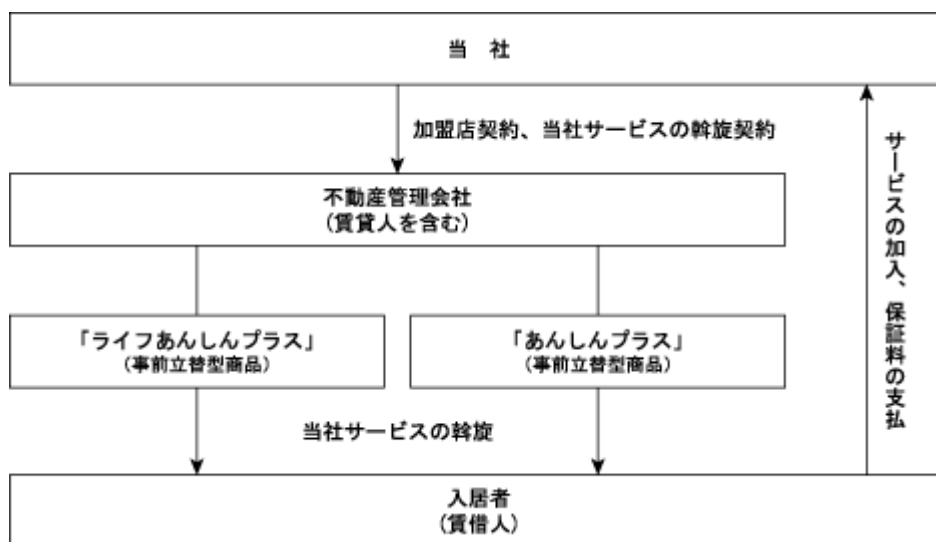 当 社
加盟店契約、当社サービスの斡旋契約
不動産管理会社
(賃貸人を含む)
「ライフあんしんプラス」
(事前立替型商品)
「あんしんプラス」
(事前立替型商品)
当社サービスの斡旋
サービスの加入、保証料の支払
入居者
(賃借人)